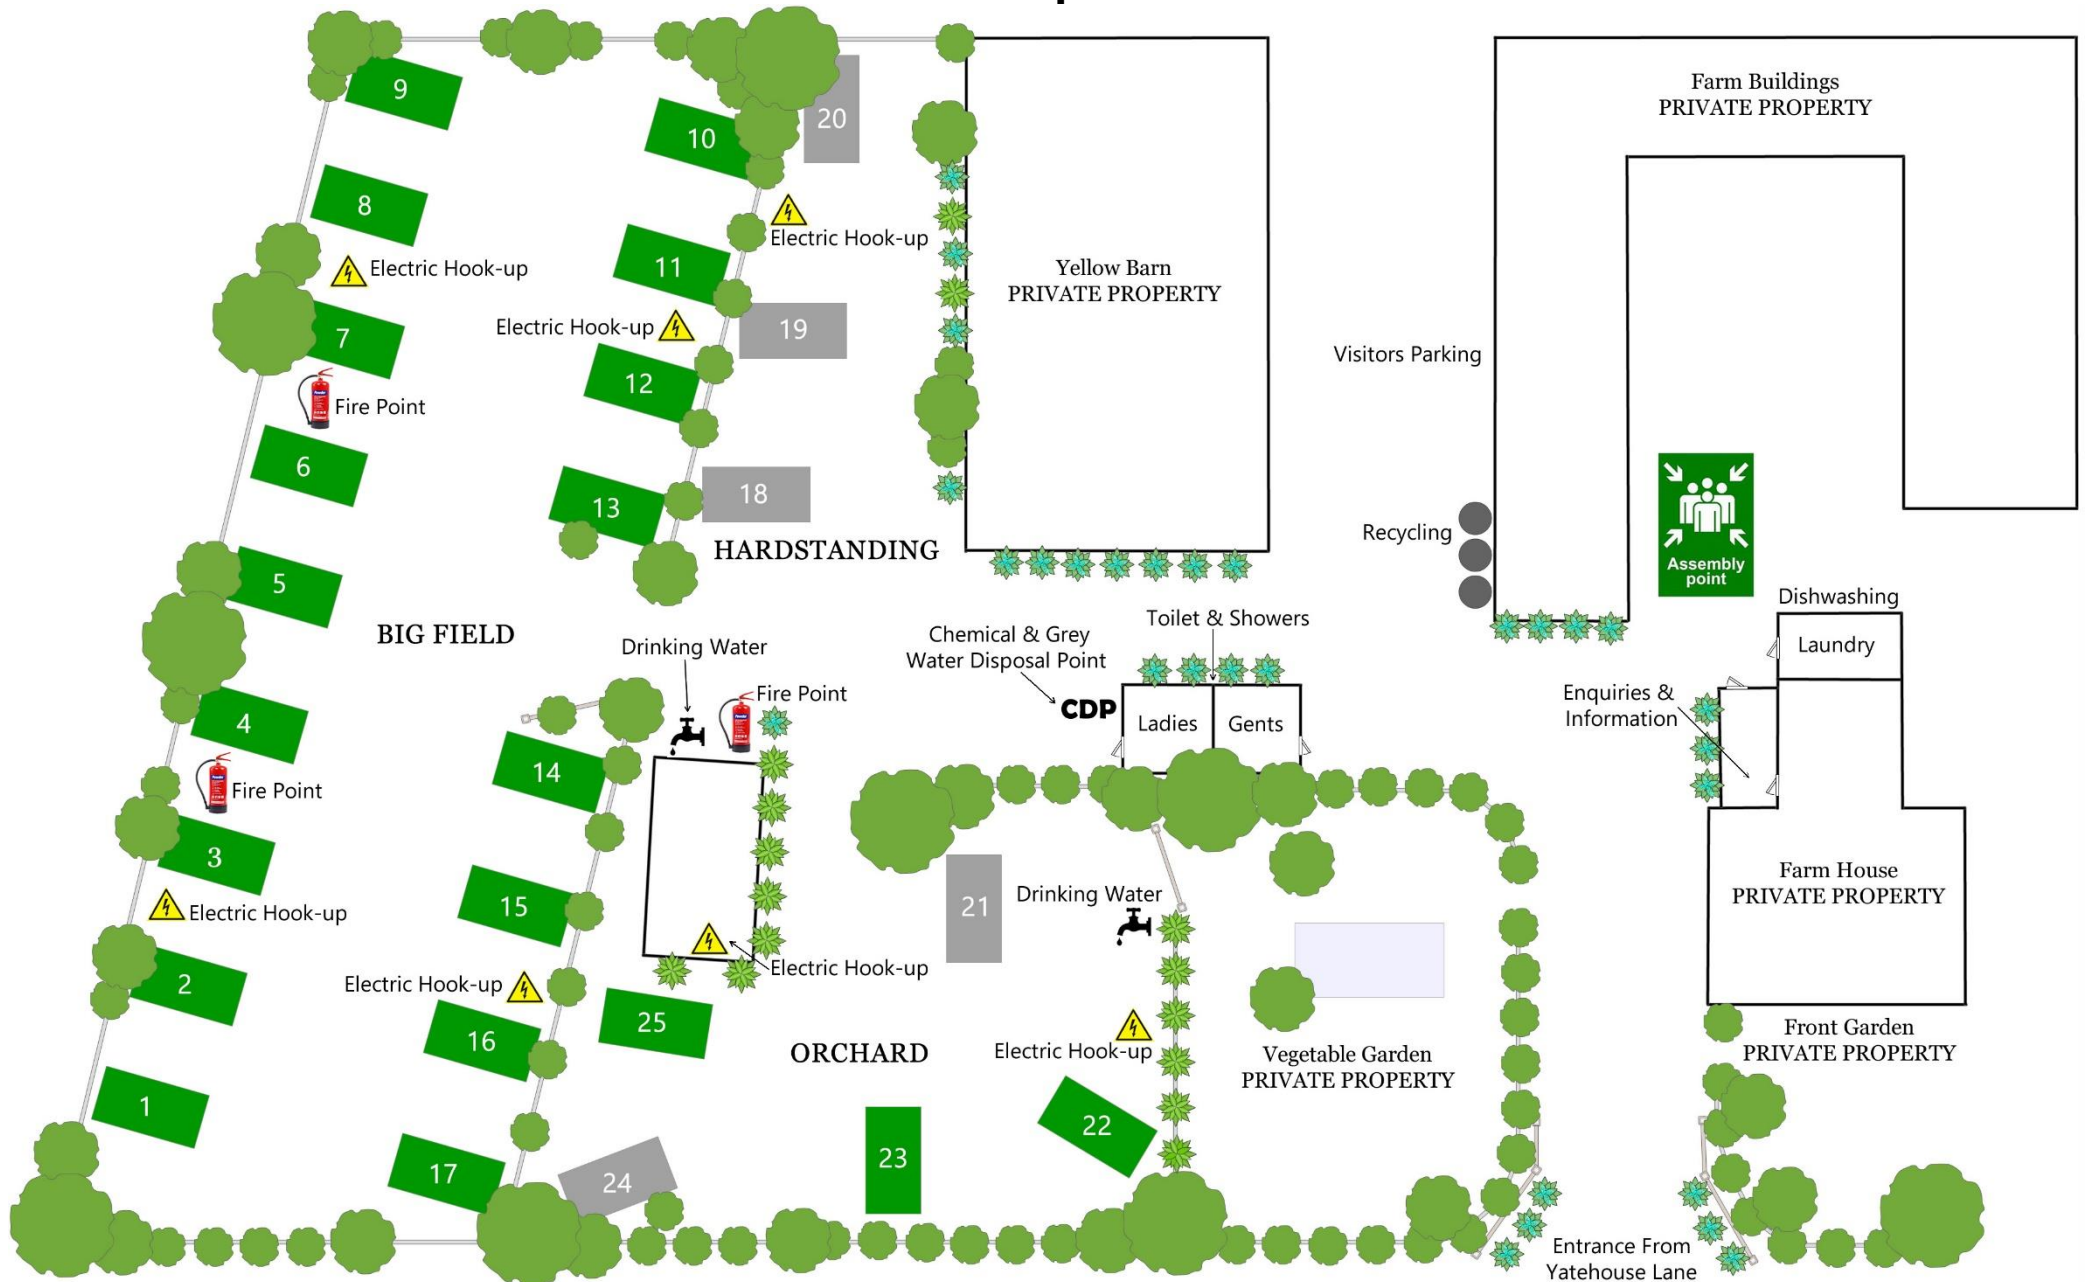 9
8
Electric Hook-up
7
Fire Point
6
5
BIG FIELD
4
Fire Point
3
Electric Hook-up
2
1
10
20
Electric Hook-up
11
Electric Hook-up
19
12
13
18
HARDSTANDING
Drinking Water
Fire Point
14
15
Electric Hook-up
Electric Hook-up
16
25
17
24
ORCHARD
21
Drinking Water
Electric Hook-up
22
23
Yellow Barn
PRIVATE PROPERTY
Toilet & Showers
Chemical & Grey
Water Disposal Point
CDP
Ladies
Gents
Vegetable Garden
PRIVATE PROPERTY
Farm Buildings
PRIVATE PROPERTY
Visitors Parking
Recycling
Assembly
point
Dishwashing
Laundry
Enquiries &
Information
Farm House
PRIVATE PROPERTY
Front Garden
PRIVATE PROPERTY
Entrance From
Yatehouse Lane